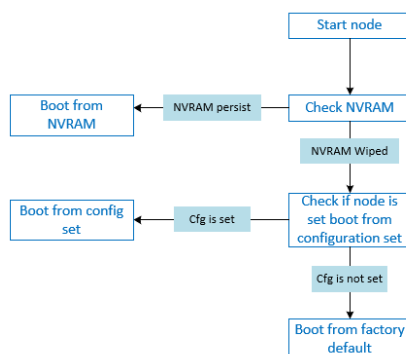 Start node
Boot from
NVRAM
NVRAM persist
Check NVRAM
NVRAM Wiped
Boot from config
set
Cfg is set
Check if node is
set boot from
configuration set
Cfg is not set
Boot from factory
default